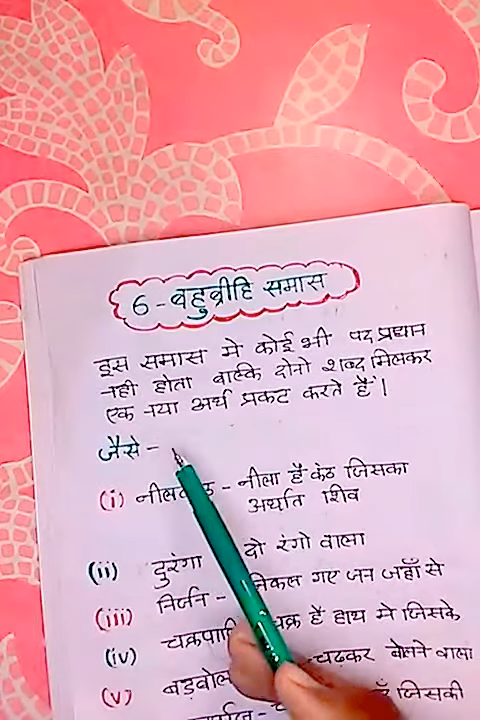 6 - बहुव्रीहि समास
इस समास मे कोई भी पद प्रधान
नही होता बल्कि दोनो शब्द मिलकर
एक नया अर्थ प्रकट करते हैं।
जैसे -
(i) - नीला है कंठ जिसका
अर्थात शिव
(ii) दुरंगा दो रंगो वाला
(iii) निर्जन - निकल गए जन जहाँ से
(iv) चक्र है हाथ मे जिसके
(v) चढ़कर बोलने वाला
जिसकी